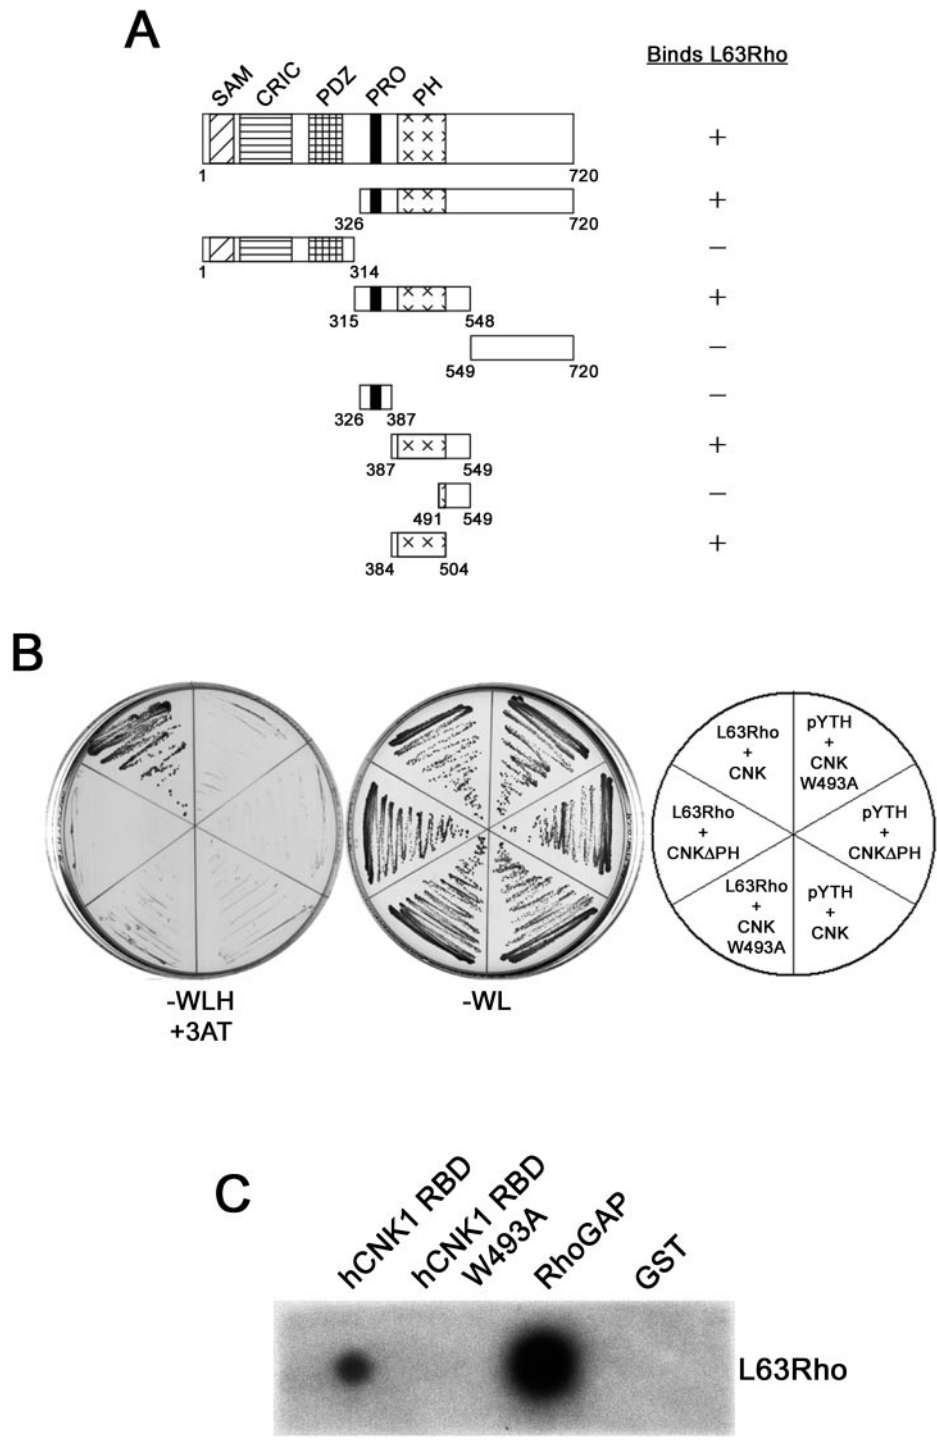 A
Binds L63Rho
SAM CRIC PDZ PRO PH
+
1 720
+
326 720
−
1 314
+
315 548
−
549 720
−
326 387
+
387 549
−
491 549
+
384 504
B
L63Rho
+
CNK
pYTH
+
CNK
W493A
L63Rho
+
CNKΔPH
pYTH
+
CNKΔPH
L63Rho
+
CNK
W493A
pYTH
+
CNK
-WLH
+3AT
-WL
C
hCNK1 RBD
hCNK1 RBD
W493A
RhoGAP
GST
L63Rho